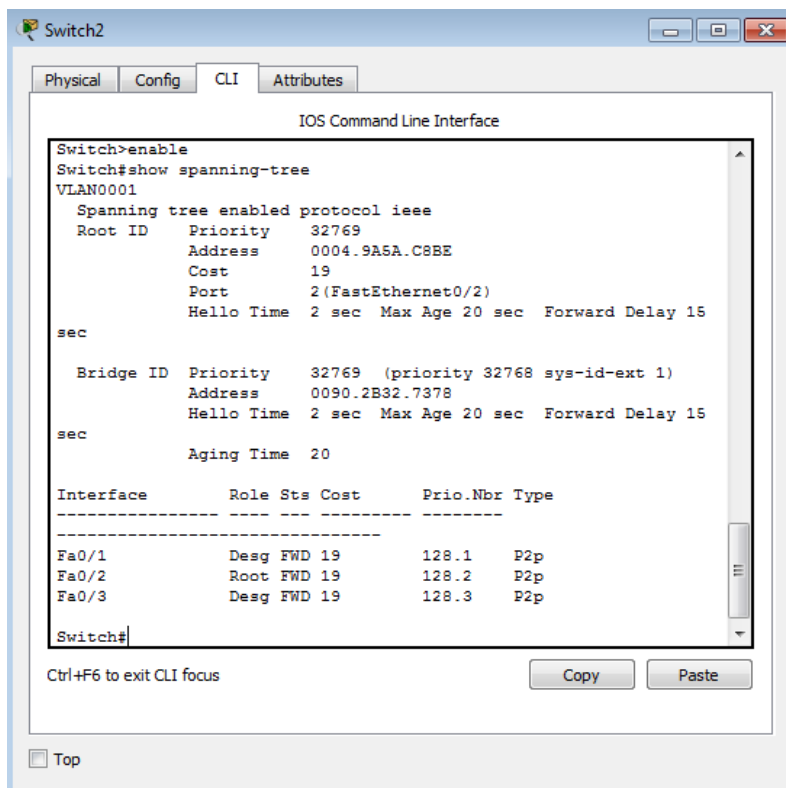 Switch2
Physical Config CLI Attributes
IOS Command Line Interface
Switch>enable
Switch#show spanning-tree
VLAN0001
  Spanning tree enabled protocol ieee
  Root ID    Priority    32769
             Address     0004.9A5A.C8BE
             Cost        19
             Port        2(FastEthernet0/2)
             Hello Time  2 sec  Max Age 20 sec  Forward Delay 15
sec
  Bridge ID  Priority    32769  (priority 32768 sys-id-ext 1)
             Address     0090.2B32.7378
             Hello Time  2 sec  Max Age 20 sec  Forward Delay 15
sec
             Aging Time  20
Interface        Role Sts Cost      Prio.Nbr Type
---------------- ---- --- --------- --------
--------------------------------
Fa0/1            Desg FWD 19        128.1    P2p
Fa0/2            Root FWD 19        128.2    P2p
Fa0/3            Desg FWD 19        128.3    P2p
Switch#
Ctrl+F6 to exit CLI focus Copy Paste
Top